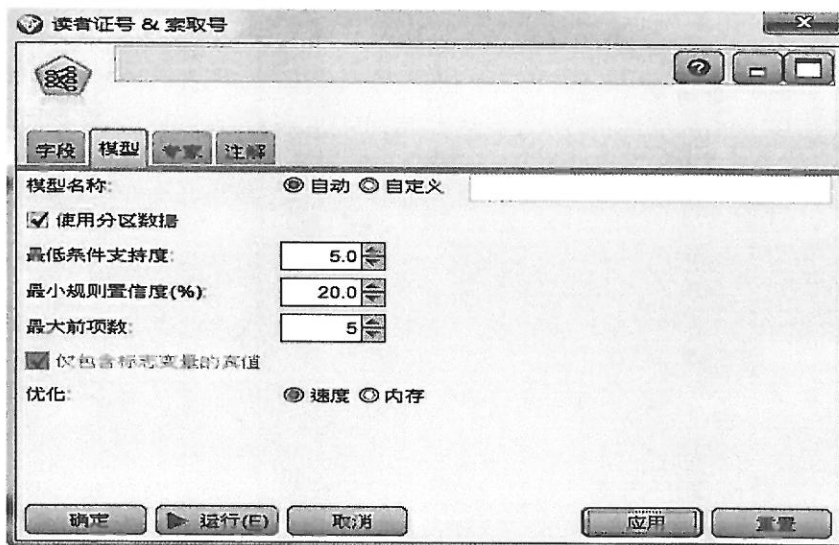 读者证号 & 索取号
字段 模型 专家 注解
模型名称: 自动 自定义
使用分区数据
最低条件支持度: 5.0
最小规则置信度(%): 20.0
最大前项数: 5
仅包含标志变量的真值
优化: 速度 内存
确定 运行(E) 取消 应用 重置